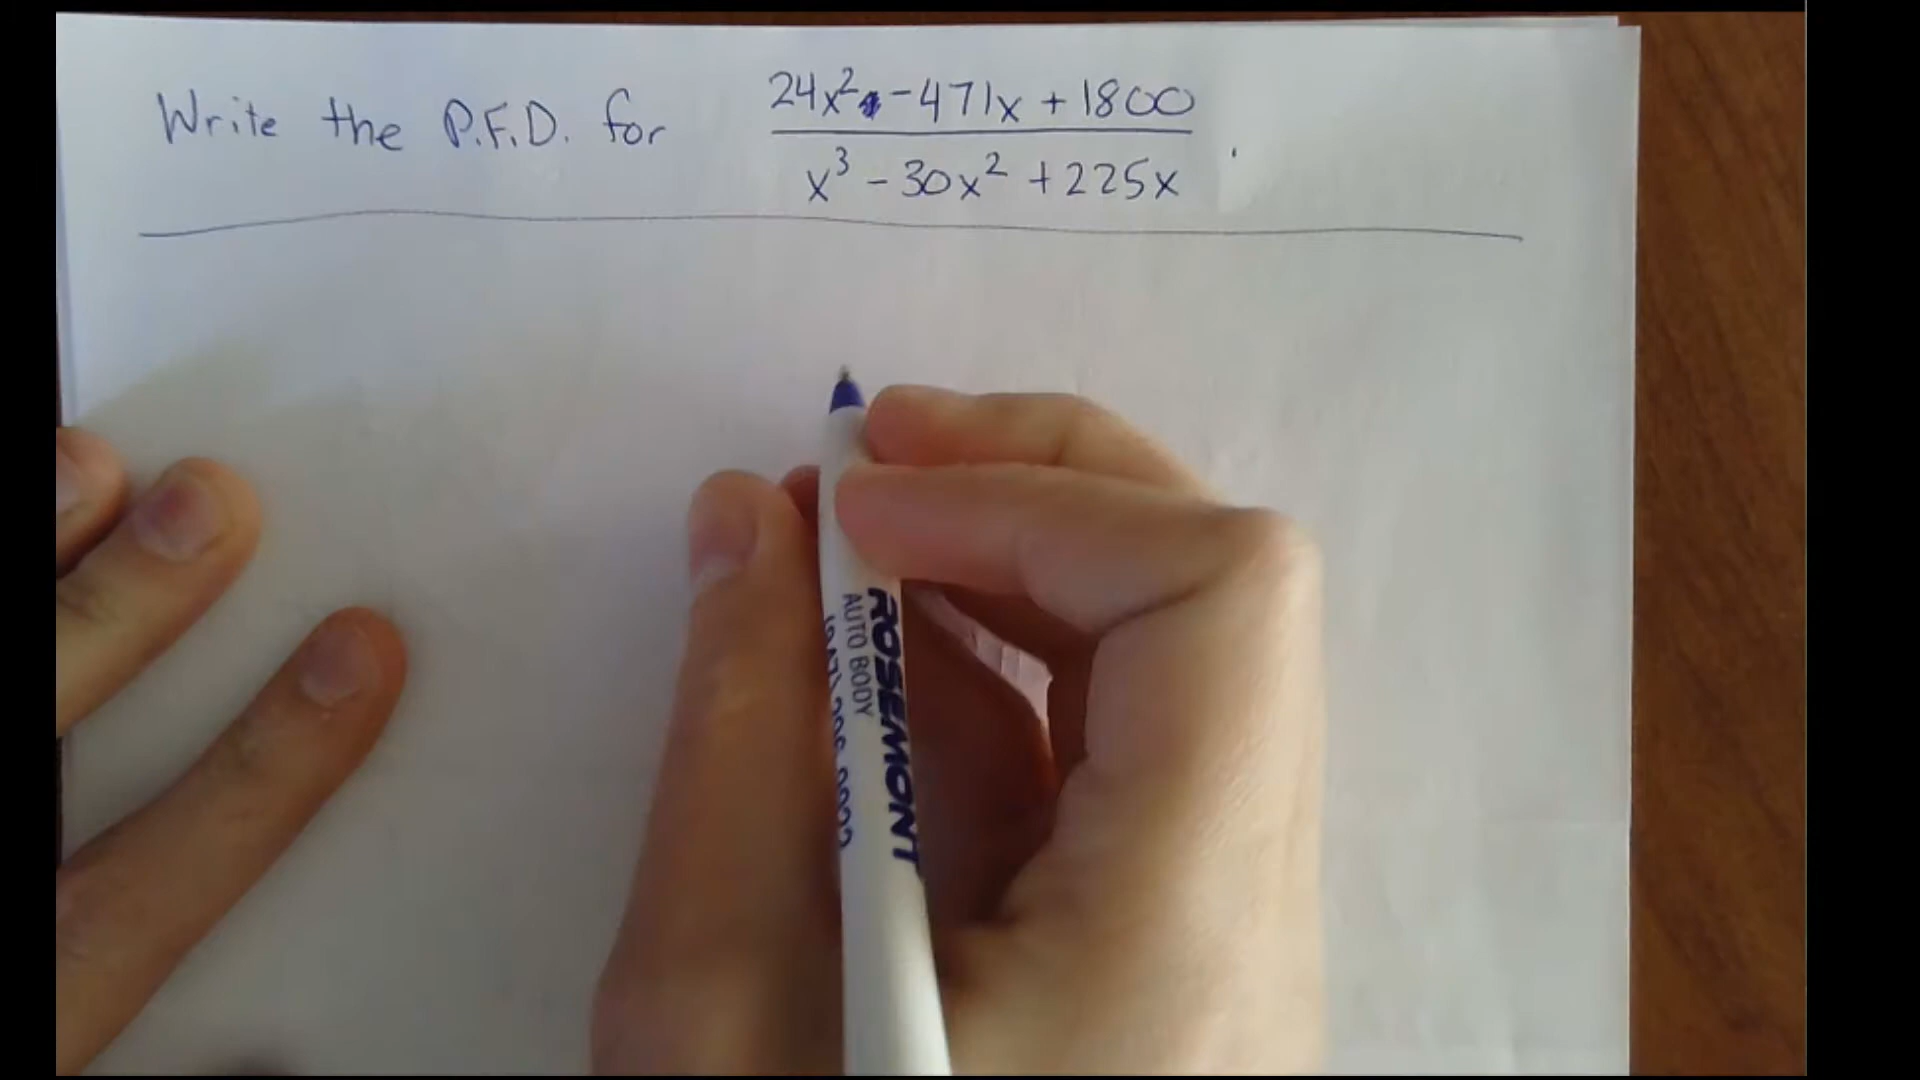 Write the P.F.D. for 24x² - 471x + 1800
x³ - 30x² + 225x .
ROSEMONT
AUTO BODY